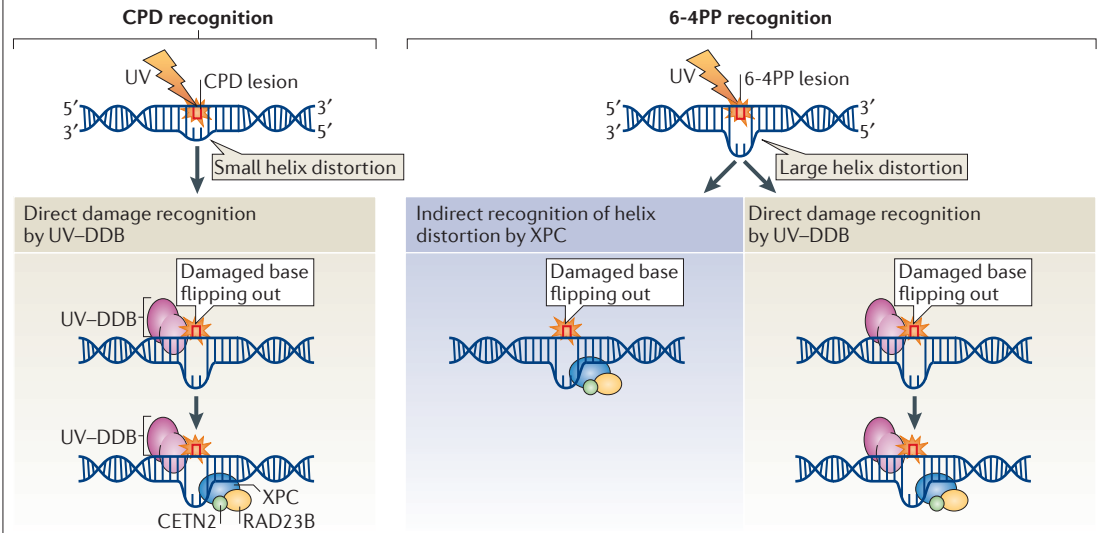 CPD recognition
6-4PP recognition
UV
CPD lesion
5′
3′
3′
5′
Small helix distortion
UV
6-4PP lesion
5′
3′
3′
5′
Large helix distortion
Direct damage recognition
by UV–DDB
Indirect recognition of helix
distortion by XPC
Direct damage recognition
by UV–DDB
Damaged base
flipping out
UV–DDB
Damaged base
flipping out
Damaged base
flipping out
UV–DDB
XPC
CETN2
RAD23B